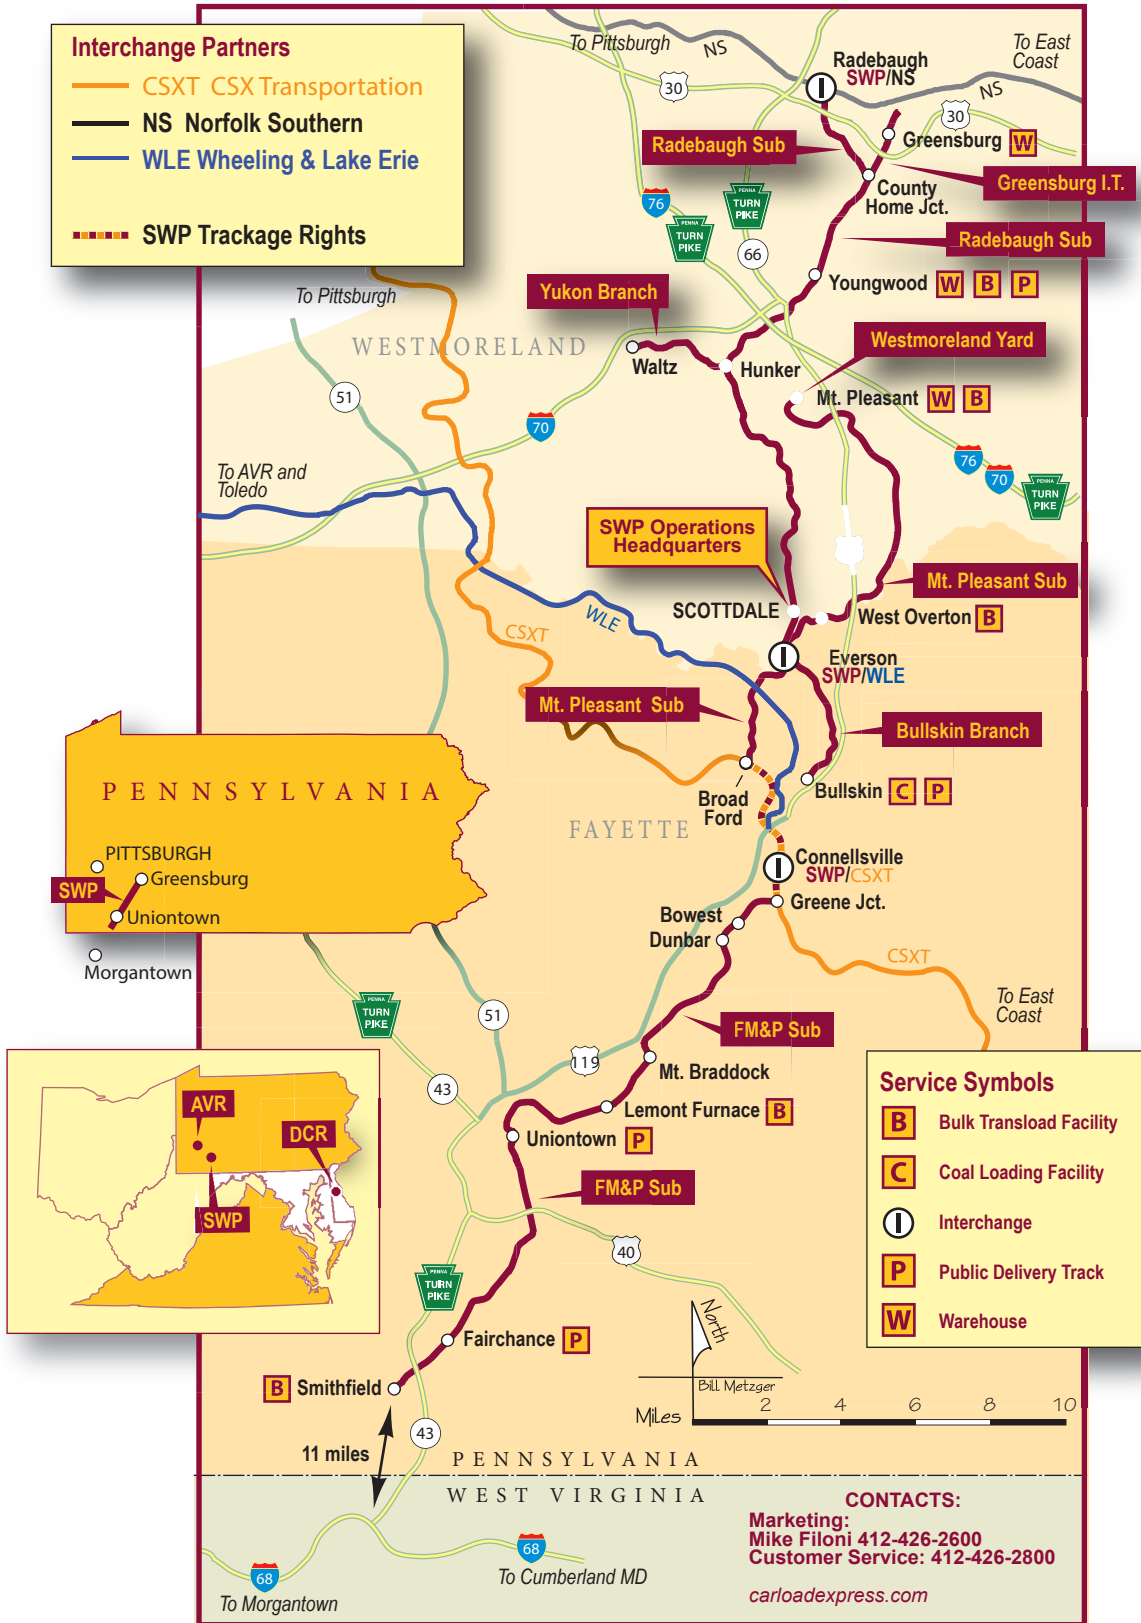 Interchange Partners
CSXT CSX Transportation
NS Norfolk Southern
WLE Wheeling & Lake Erie
SWP Trackage Rights
To Pittsburgh
NS
To East
Coast
Radebaugh
SWP/NS
NS
30
30
Greensburg W
Radebaugh Sub
Greensburg I.T.
County
Home Jct.
76
PENNA
TURN
PIKE
PENNA
TURN
PIKE
66
Radebaugh Sub
Youngwood W B P
To Pittsburgh
Yukon Branch
WESTMORELAND
Waltz
Hunker
Westmoreland Yard
Mt. Pleasant W B
51
70
76
70
PENNA
TURN
PIKE
To AVR and
Toledo
SWP Operations
Headquarters
Mt. Pleasant Sub
SCOTTDALE
West Overton B
WLE
CSXT
Everson
SWP/WLE
Mt. Pleasant Sub
Bullskin Branch
Broad
Ford
Bullskin C P
FAYETTE
PENNSYLVANIA
PITTSBURGH
Greensburg
SWP
Uniontown
Morgantown
Connellsville
SWP/CSXT
Greene Jct.
Bowest
Dunbar
CSXT
To East
Coast
PENNA
TURN
PIKE
51
FM&P Sub
119
Mt. Braddock
43
Lemont Furnace B
Uniontown P
AVR
DCR
SWP
FM&P Sub
40
PENNA
TURN
PIKE
Service Symbols
B Bulk Transload Facility
C Coal Loading Facility
I Interchange
P Public Delivery Track
W Warehouse
Fairchance P
B Smithfield
North
Bill Metzger
Miles 2 4 6 8 10
43
11 miles
PENNSYLVANIA
WEST VIRGINIA
68
68
To Cumberland MD
To Morgantown
CONTACTS:
Marketing:
Mike Filoni 412-426-2600
Customer Service: 412-426-2800
carloadexpress.com